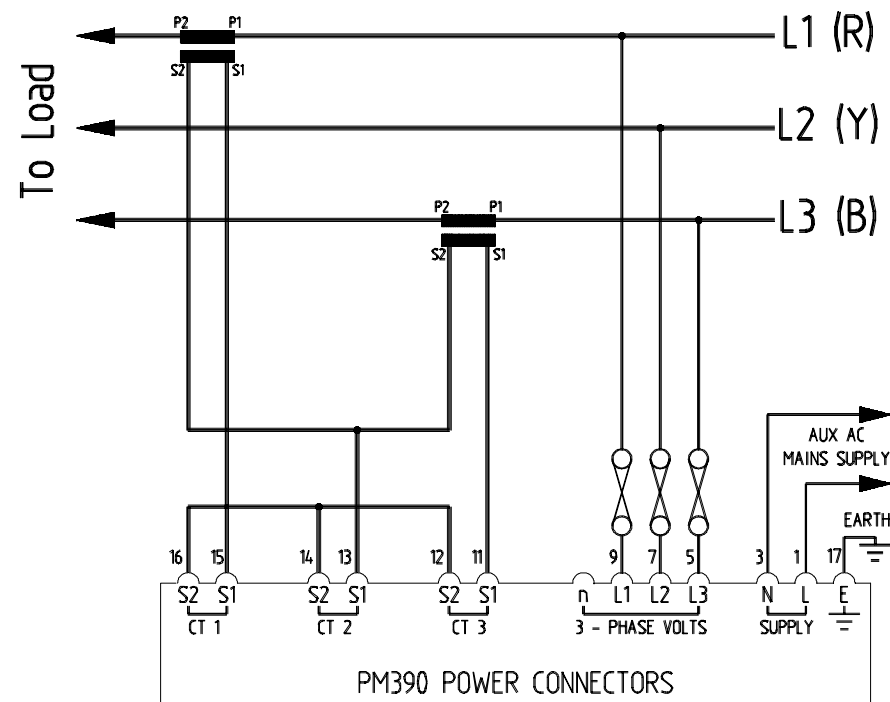 P2 P1
L1 (R)
S2 S1
To Load
L2 (Y)
P2 P1
L3 (B)
S2 S1
AUX AC
MAINS SUPPLY
EARTH
16 15 14 13 12 11 9 7 5 3 1 17
S2 S1 S2 S1 S2 S1 n L1 L2 L3 N L E
CT 1 CT 2 CT 3 3 - PHASE VOLTS SUPPLY
PM390 POWER CONNECTORS